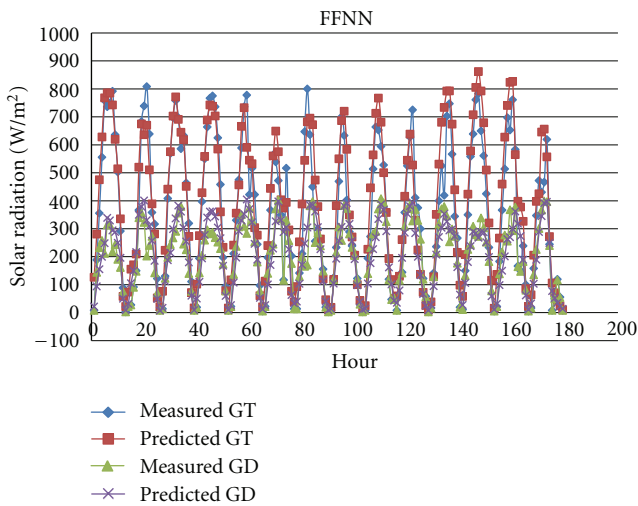 FFNN
Solar radiation (W/m²)
1000
900
800
700
600
500
400
300
200
100
0
−100
0 20 40 60 80 100 120 140 160 180 200
Hour
Measured GT
Predicted GT
Measured GD
Predicted GD